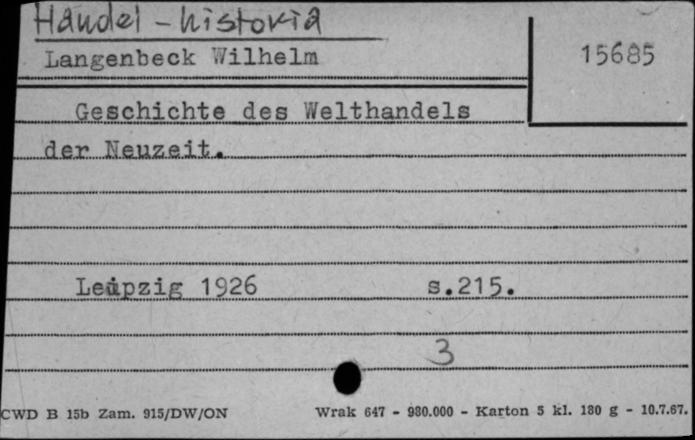 Handel - historia
Langenbeck Wilhelm
15685
Geschichte des Welthandels
der Neuzeit.
Leipzig 1926 s.215.
3
CWD B 15b Zam. 915/DW/ON Wrak 647 - 980.000 - Karton 5 kl. 180 g - 10.7.67.